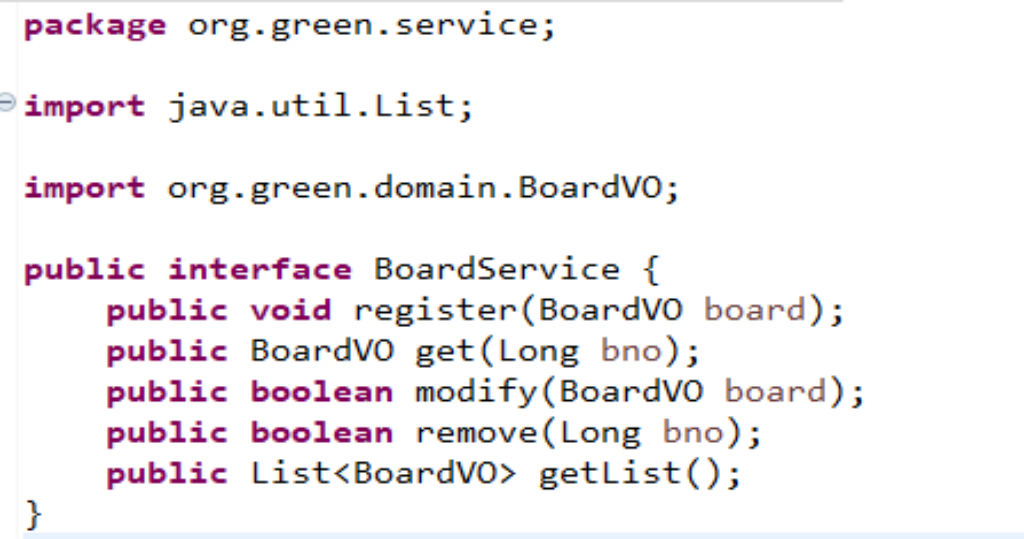 package org.green.service;
import java.util.List;
import org.green.domain.BoardVO;
public interface BoardService {
public void register(BoardVO board);
public BoardVO get(Long bno);
public boolean modify(BoardVO board);
public boolean remove(Long bno);
public List<BoardVO> getList();
}